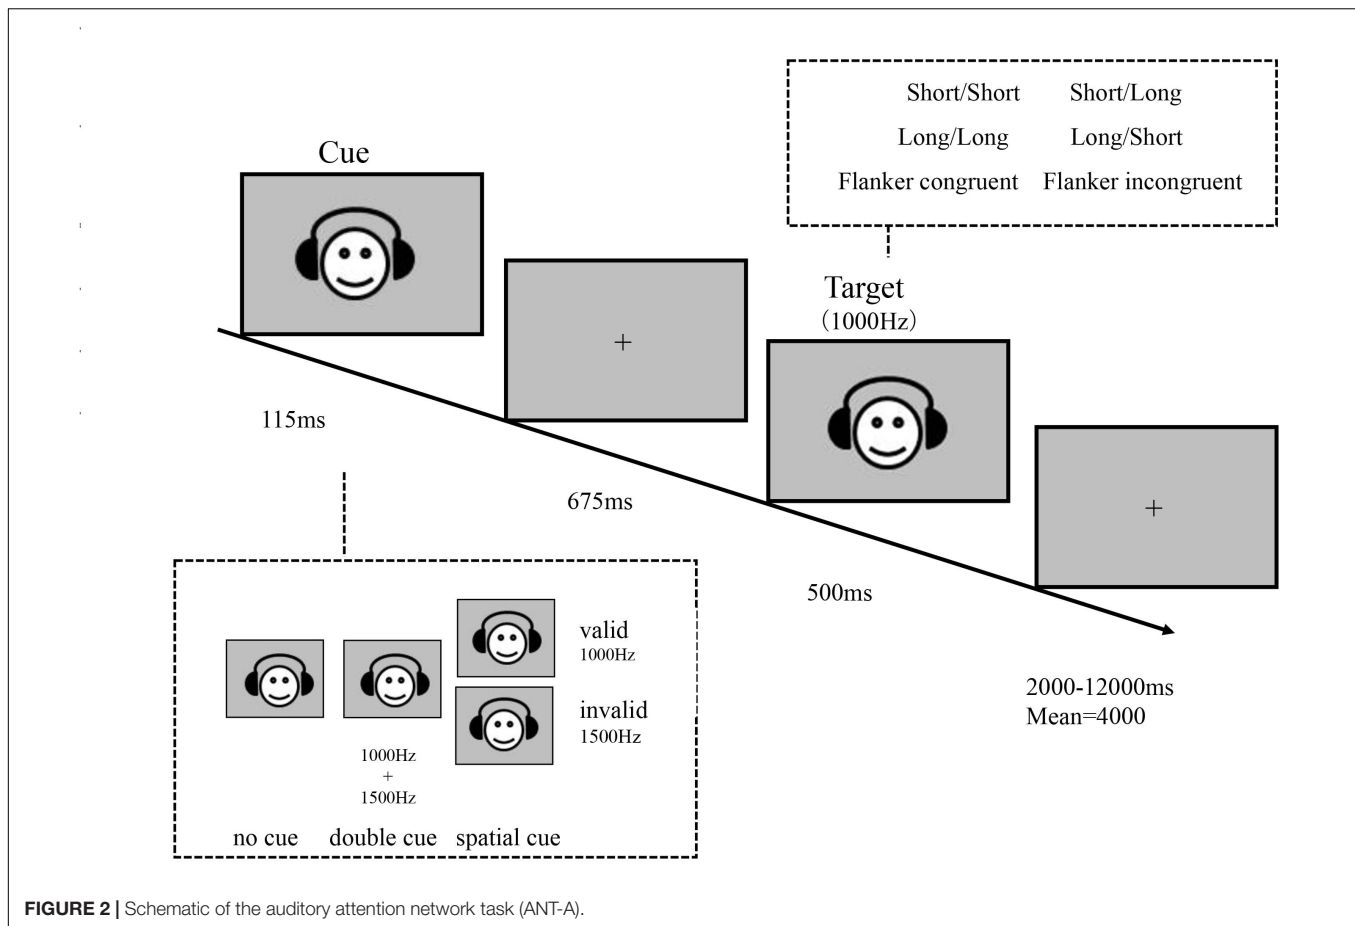 Short/Short Short/Long
Long/Long Long/Short
Flanker congruent Flanker incongruent
Cue
Target
(1000Hz)
+
+
115ms
675ms
500ms
2000-12000ms
Mean=4000
valid
1000Hz
invalid
1500Hz
1000Hz
+
1500Hz
no cue double cue spatial cue
FIGURE 2 | Schematic of the auditory attention network task (ANT-A).